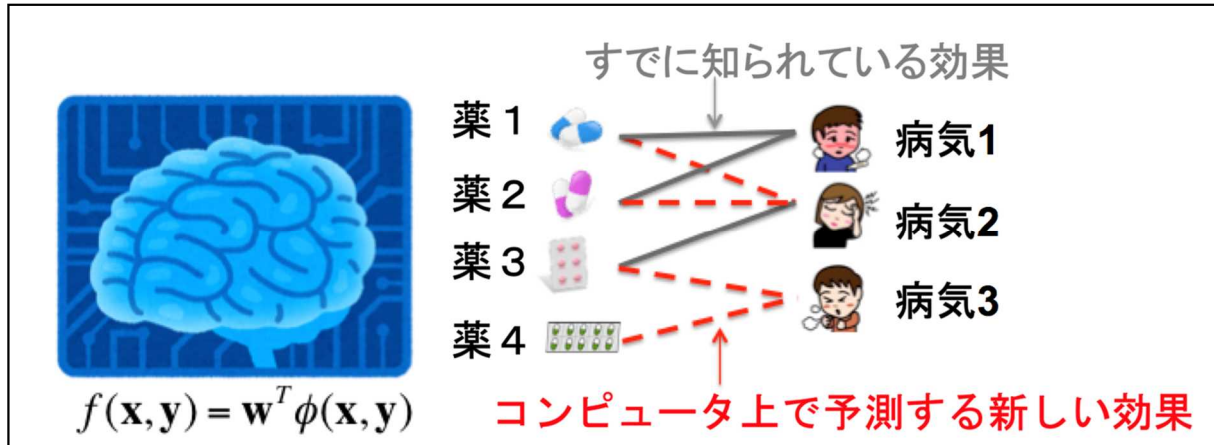 すでに知られている効果
薬１
病気1
薬２
病気2
薬３
病気3
薬４
f(x,y) = w^T ϕ(x,y)
コンピュータ上で予測する新しい効果